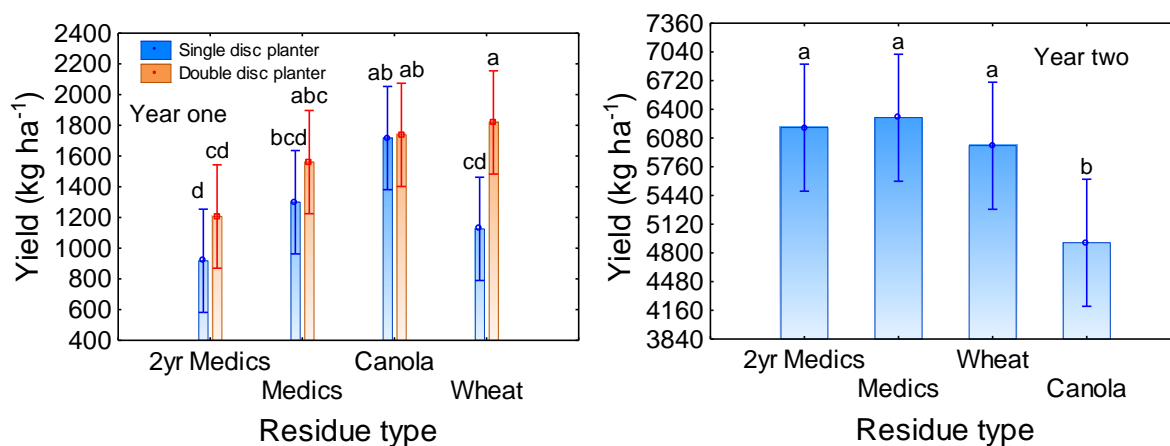 Yield (kg ha⁻¹)
2400
2200
2000
1800
1600
1400
1200
1000
800
600
400
Single disc planter
Double disc planter
Year one
d
cd
bcd
abc
ab
ab
cd
a
2yr Medics
Canola
Medics
Wheat
Residue type
Yield (kg ha⁻¹)
7360
7040
6720
6400
6080
5760
5440
5120
4800
4480
4160
3840
Year two
a
a
a
b
2yr Medics
Wheat
Medics
Canola
Residue type